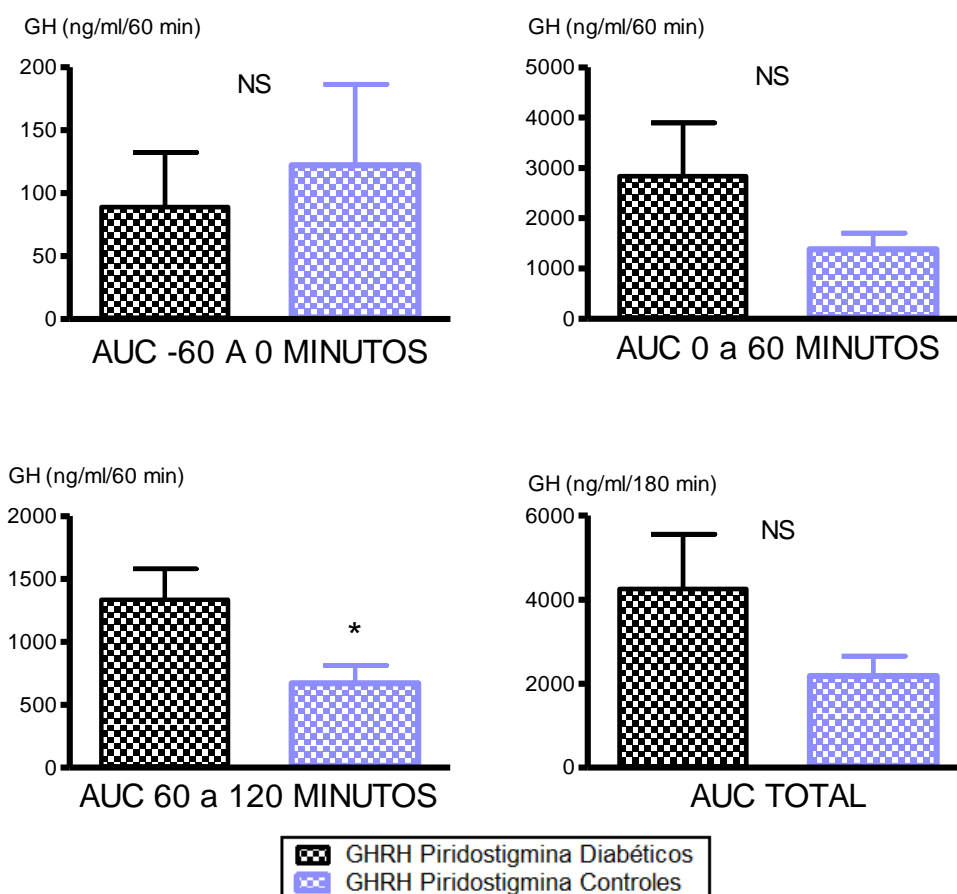 GH (ng/ml/60 min)
200
150
100
50
0
NS
AUC -60 A 0 MINUTOS
GH (ng/ml/60 min)
5000
4000
3000
2000
1000
0
NS
AUC 0 a 60 MINUTOS
GH (ng/ml/60 min)
2000
1500
1000
500
0
*
AUC 60 a 120 MINUTOS
GH (ng/ml/180 min)
6000
4000
2000
0
NS
AUC TOTAL
GHRH Piridostigmina Diabéticos
GHRH Piridostigmina Controles